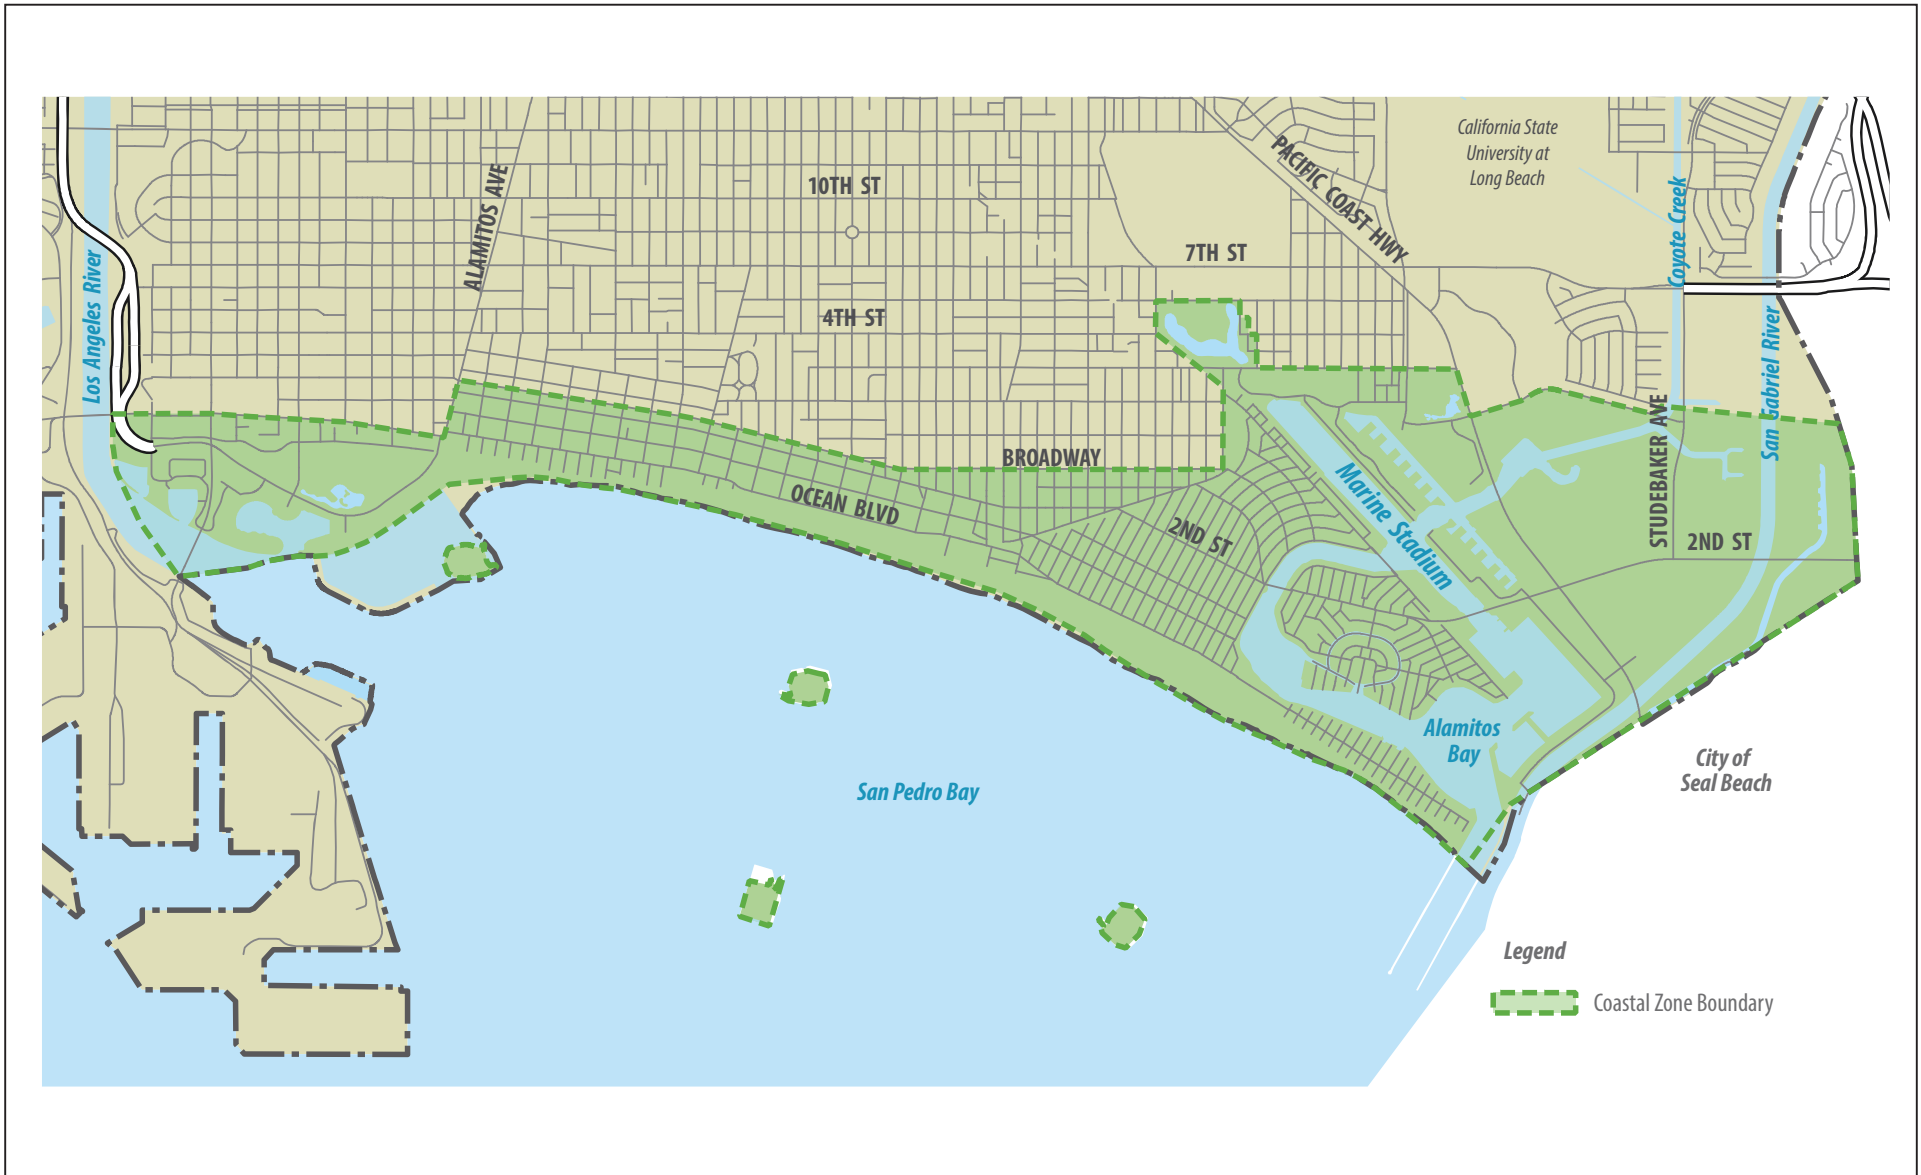 California State
University at
Long Beach
PACIFIC COAST HWY
10TH ST
ALAMITOS AVE
Coyote Creek
7TH ST
Los Angeles River
4TH ST
San Gabriel River
STUDEBAKER AVE
BROADWAY
OCEAN BLVD
2ND ST
Marine Stadium
2ND ST
Alamitos
Bay
City of
Seal Beach
San Pedro Bay
Legend
Coastal Zone Boundary